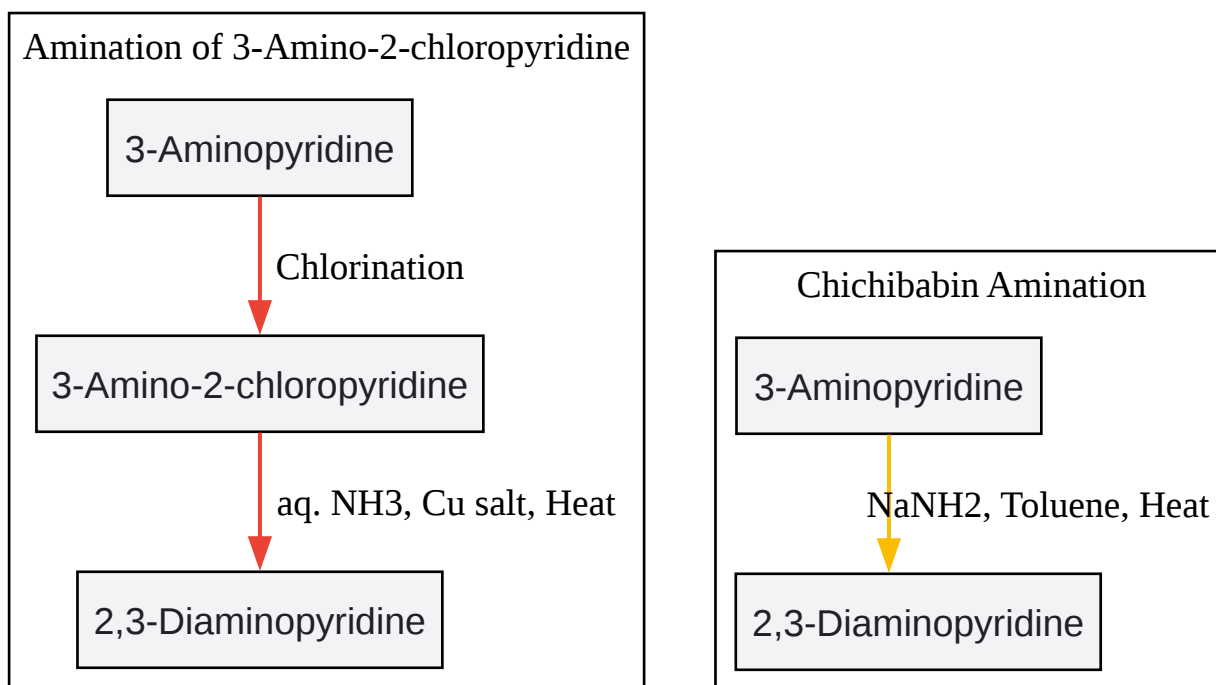 Amination of 3-Amino-2-chloropyridine
3-Aminopyridine
Chlorination
3-Amino-2-chloropyridine
aq. NH3, Cu salt, Heat
2,3-Diaminopyridine
Chichibabin Amination
3-Aminopyridine
NaNH2, Toluene, Heat
2,3-Diaminopyridine